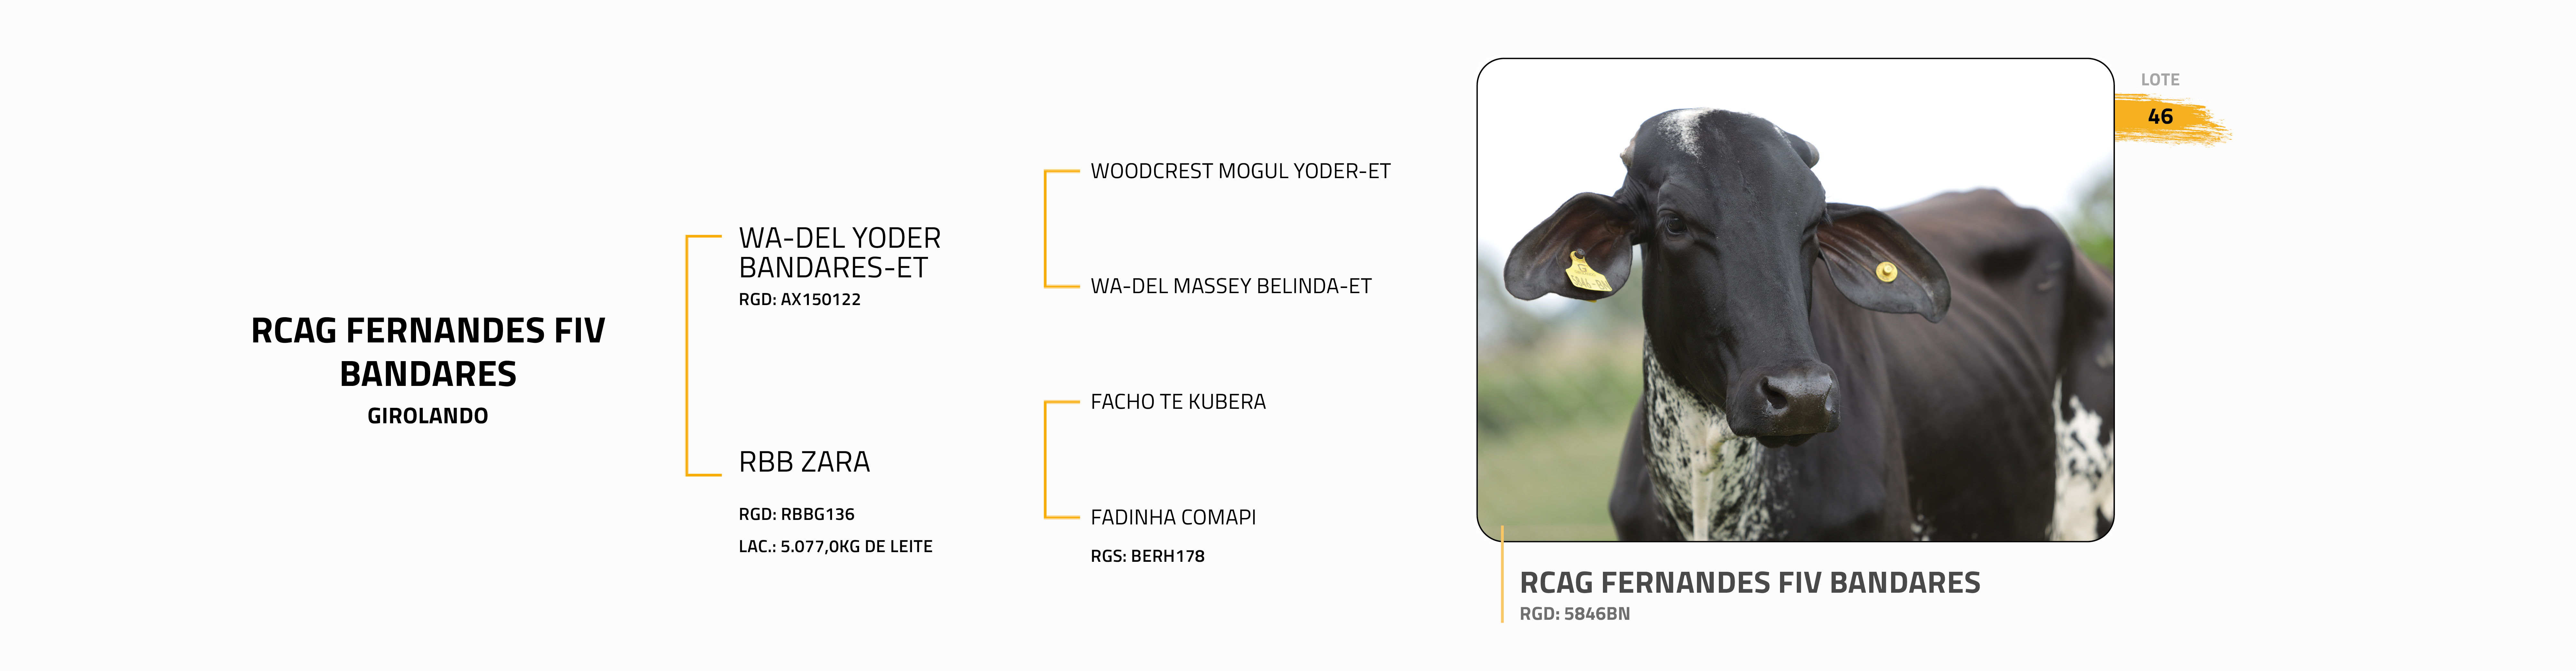 RCAG FERNANDES FIV
BANDARES
GIROLANDO
WA-DEL YODER
BANDARES-ET
RGD: AX150122
RBB ZARA
RGD: RBBG136
LAC.: 5.077,0KG DE LEITE
WOODCREST MOGUL YODER-ET
WA-DEL MASSEY BELINDA-ET
FACHO TE KUBERA
FADINHA COMAPI
RGS: BERH178
LOTE
46
G
RCAG FERNANDES FIV BANDARES
RGD: 5846BN